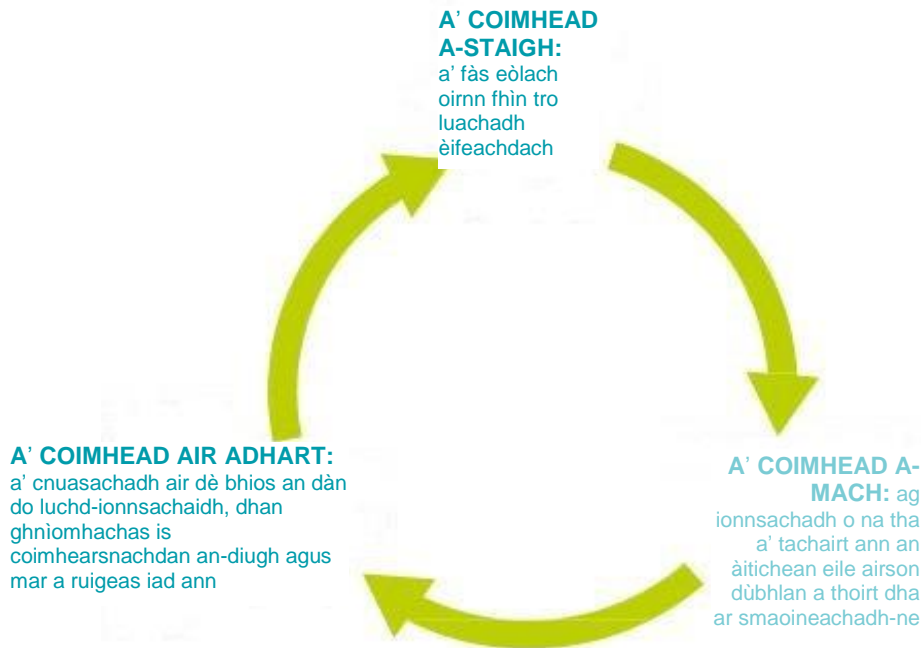 A’ COIMHEAD
A-STAIGH:
a’ fàs eòlach
oirnn fhìn tro
luachadh
èifeachdach
A’ COIMHEAD A-
MACH: ag
ionnsachadh o na tha
a’ tachairt ann an
àitichean eile airson
dùbhlan a thoirt dha
ar smaoineachadh-ne
A’ COIMHEAD AIR ADHART:
a’ cnuasachadh air dè bhios an dàn
do luchd-ionnsachaidh, dhan
ghnìomhachas is
coimhearsnachdan an-diugh agus
mar a ruigeas iad ann